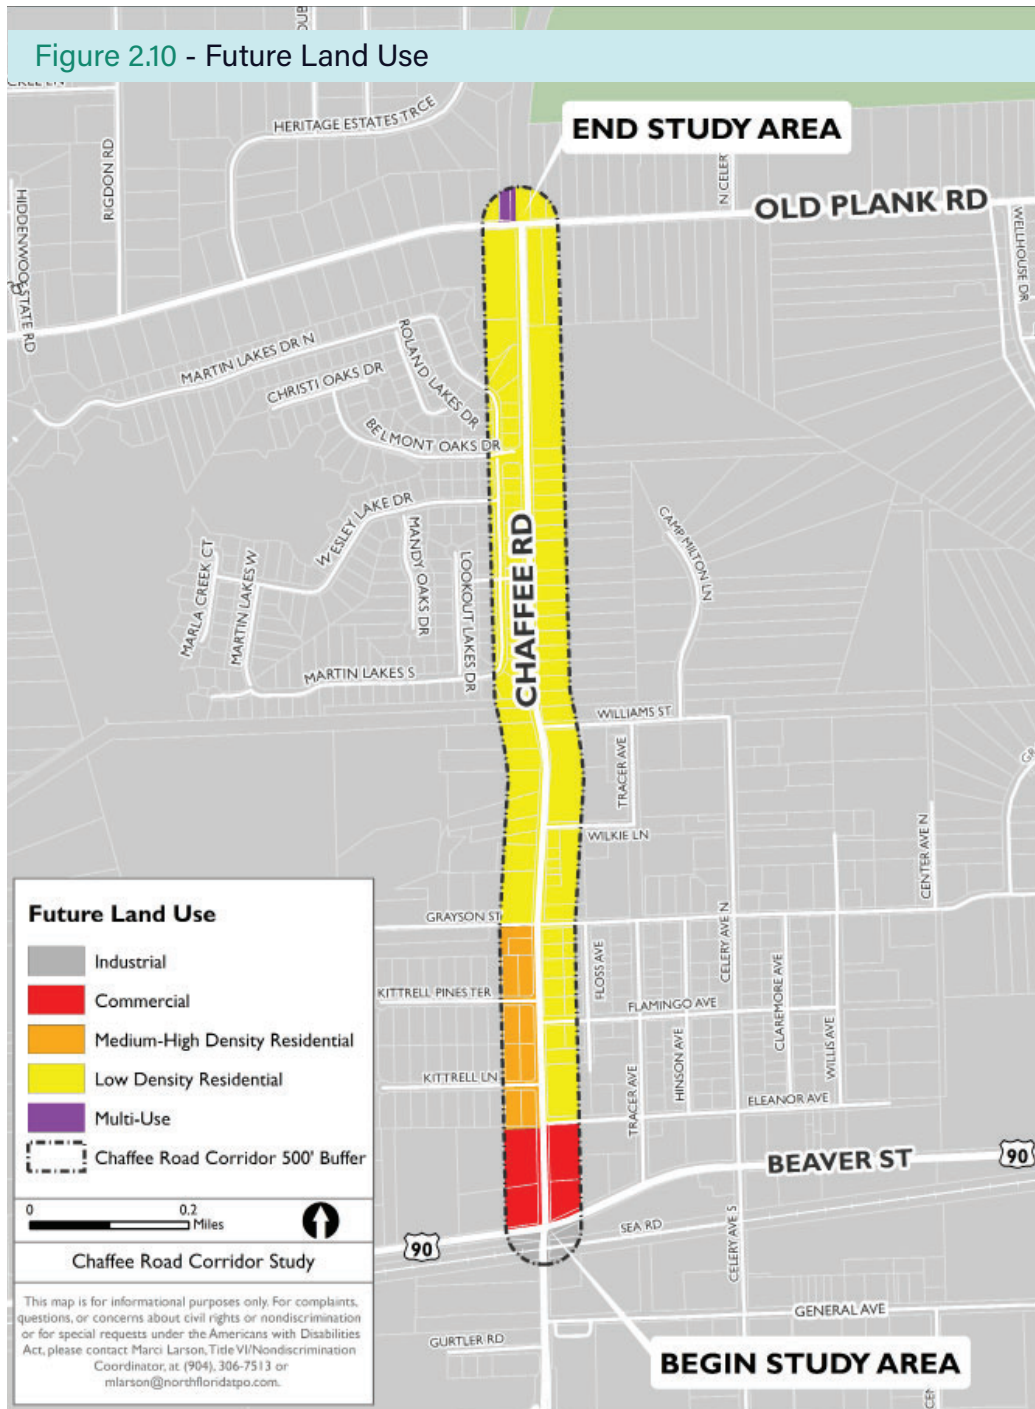 Figure 2.10 - Future Land Use
HERITAGE ESTATES TRCE
END STUDY AREA
RIGDON RD
HIDDENWOOD
ESTATE RD
N CELER
OLD PLANK RD
WELLHOUSE DR
MARTIN LAKES DR N
ROLAND LAKES DR
CHRISTI OAKS DR
BELMONT OAKS DR
WESLEY LAKE DR
CHAFFEE RD
CAMP MILTON LN
MARLA CREEK CT
MARTIN LAKES W
MANDY OAKS DR
LOOKOUT LAKES DR
MARTIN LAKES S
WILLIAMS ST
TRACER AVE
WILKIE LN
CENTER AVE N
GRAYSON ST
FLOSS AVE
CELERY AVE N
CLAREMORE AVE
KITTRELL PINES TER
FLAMINGO AVE
HINSON AVE
WILLIS AVE
KITTRELL LN
TRACER AVE
ELEANOR AVE
BEAVER ST
90
90
SEA RD
CELERY AVE S
GENERAL AVE
GURTLER RD
BEGIN STUDY AREA
Future Land Use
Industrial
Commercial
Medium-High Density Residential
Low Density Residential
Multi-Use
Chaffee Road Corridor 500' Buffer
0 0.2
Miles
Chaffee Road Corridor Study
This map is for informational purposes only. For complaints,
questions, or concerns about civil rights or nondiscrimination
or for special requests under the Americans with Disabilities
Act, please contact Marci Larson, Title VI/Nondiscrimination
Coordinator, at (904), 306-7513 or
mlarson@northfloridatpo.com.